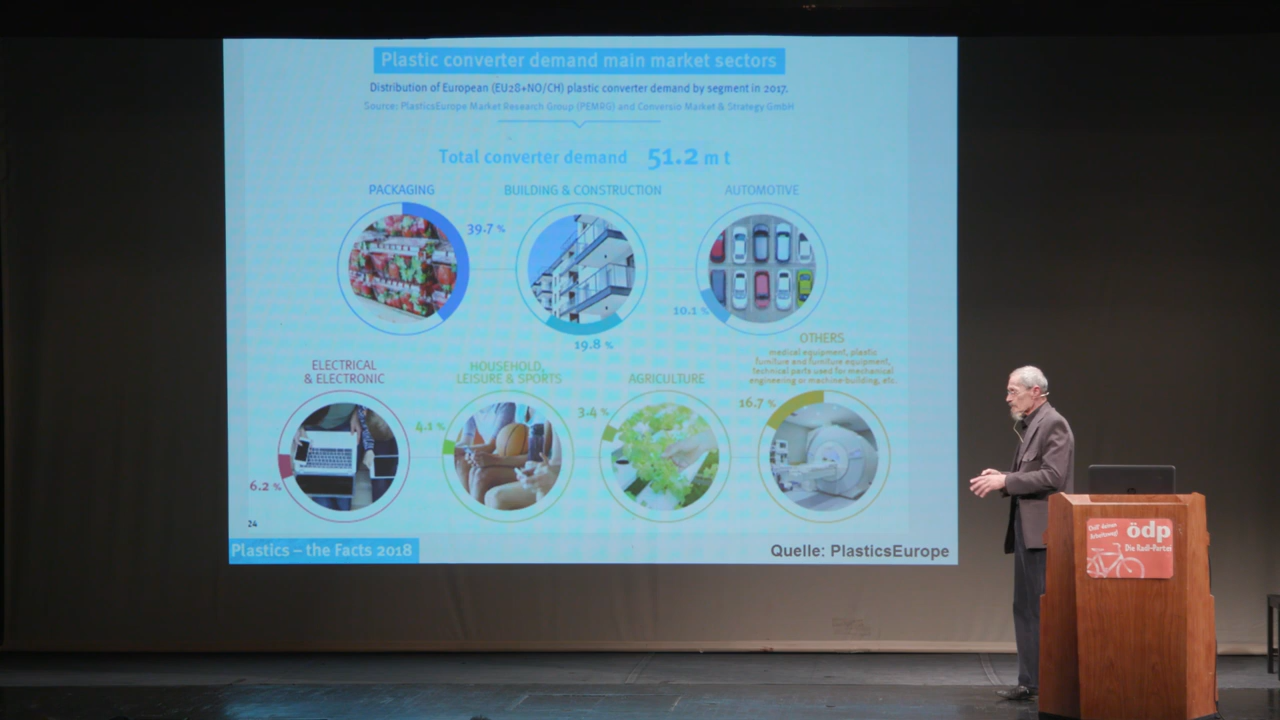 Plastic converter demand main market sectors
Distribution of European (EU28+NO/CH) plastic converter demand by segment in 2017.
Source: PlasticsEurope Market Research Group (PEMRG) and Conversio Market & Strategy GmbH
Total converter demand 51.2 m t
PACKAGING
39.7 %
BUILDING & CONSTRUCTION
19.8 %
AUTOMOTIVE
10.1 %
ELECTRICAL
& ELECTRONIC
6.2 %
HOUSEHOLD,
LEISURE & SPORTS
4.1 %
AGRICULTURE
3.4 %
OTHERS
medical equipment, plastic
furniture and furniture equipment,
technical parts used for mechanical
engineering or machine-building, etc.
16.7 %
24
Plastics – the Facts 2018
Quelle: PlasticsEurope
ödp
Die Radl-Partei